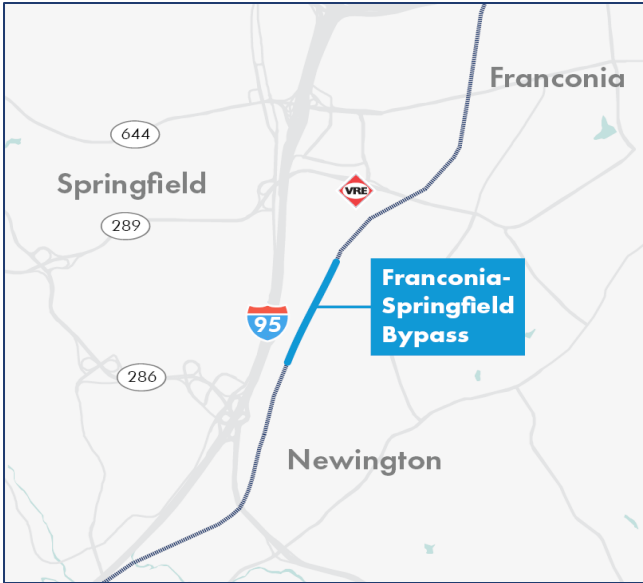 Franconia
644
Springfield
VRE
289
Franconia-
Springfield
Bypass
95
286
Newington